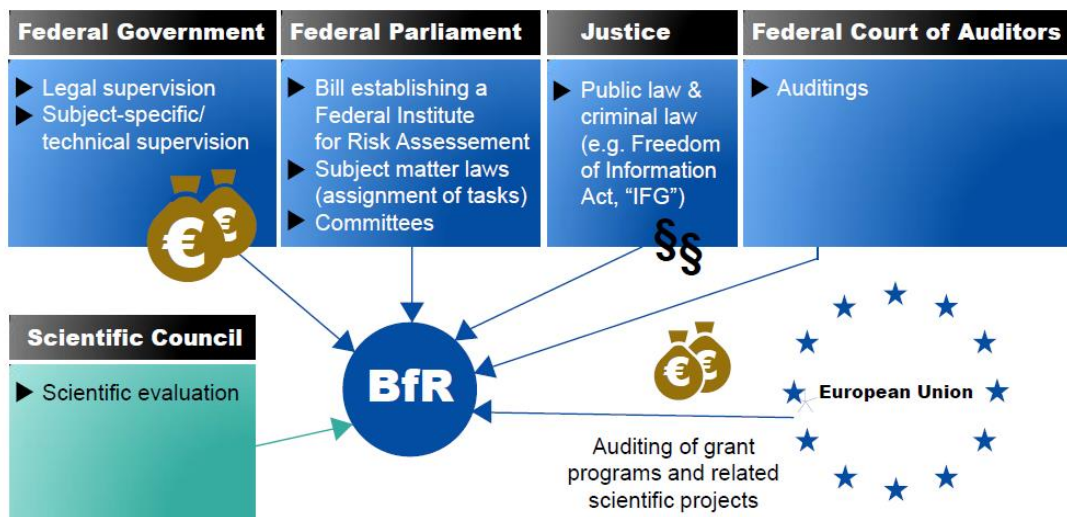 Federal Government
Legal supervision
Subject-specific/
technical supervision
€€
Federal Parliament
Bill establishing a
Federal Institute
for Risk Assessement
Subject matter laws
(assignment of tasks)
Committees
Justice
Public law &
criminal law
(e.g. Freedom
of Information
Act, “IFG”)
§§
Federal Court of Auditors
Auditings
Scientific Council
Scientific evaluation
BfR
€€
European Union
Auditing of grant
programs and related
scientific projects